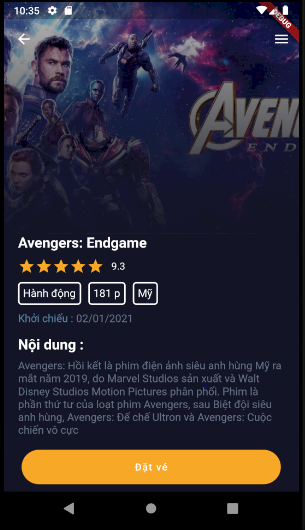 10:35
DEBUG
AVEN
END
Avengers: Endgame
9.3
Hành động 181 p Mỹ
Khởi chiếu : 02/01/2021
Nội dung :
Avengers: Hồi kết là phim điện ảnh siêu anh hùng Mỹ ra
mắt năm 2019, do Marvel Studios sản xuất và Walt
Disney Studios Motion Pictures phân phối. Phim là
phần thứ tư của loạt phim Avengers, sau Biệt đội siêu
anh hùng, Avengers: Đế chế Ultron và Avengers: Cuộc
chiến vô cực
Đặt vé